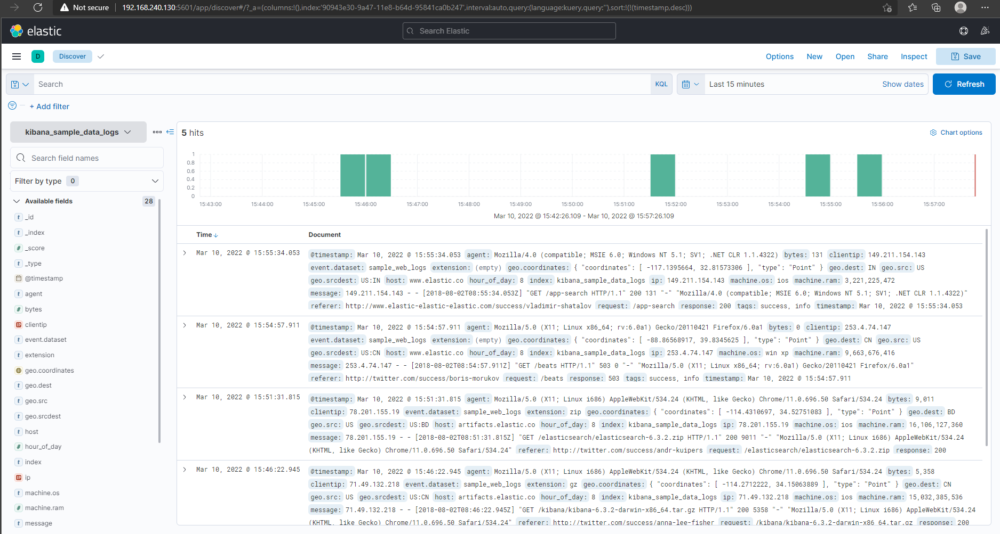 Not secure 192.168.240.130:5601/app/discover#/?_a=(columns:!(),index:'90943e30-9a47-11e8-b64d-95841ca0b247',interval:auto,query:(language:kuery,query:''),sort:!(!(timestamp,desc)))
elastic
Search Elastic
D Discover
Options New Open Share Inspect Save
Search KQL Last 15 minutes Show dates Refresh
+ Add filter
kibana_sample_data_logs
Search field names
Filter by type 0
Available fields 28
t _id
t _index
# _score
t _type
@timestamp
t agent
# bytes
IP clientip
t event.dataset
t extension
geo.coordinates
t geo.dest
t geo.src
t geo.srcdest
t host
# hour_of_day
t index
IP ip
t machine.os
# machine.ram
t message
5 hits
Chart options
1
0.8
0.6
0.4
0.2
0
15:43:00 15:44:00 15:45:00 15:46:00 15:47:00 15:48:00 15:49:00 15:50:00 15:51:00 15:52:00 15:53:00 15:54:00 15:55:00 15:56:00 15:57:00
Mar 10, 2022 @ 15:42:26.109 - Mar 10, 2022 @ 15:57:26.109
Time Document
Mar 10, 2022 @ 15:55:34.053
@timestamp: Mar 10, 2022 @ 15:55:34.053 agent: Mozilla/4.0 (compatible; MSIE 6.0; Windows NT 5.1; SV1; .NET CLR 1.1.4322) bytes: 131 clientip: 149.211.154.143
event.dataset: sample_web_logs extension: (empty) geo.coordinates: { "coordinates": [ -117.1395664, 32.81573306 ], "type": "Point" } geo.dest: IN geo.src: US
geo.srcdest: US:IN host: www.elastic.co hour_of_day: 8 index: kibana_sample_data_logs ip: 149.211.154.143 machine.os: ios machine.ram: 3,221,225,472
message: 149.211.154.143 - - [2018-08-02T08:55:34.053Z] "GET /app-search HTTP/1.1" 200 131 "-" "Mozilla/4.0 (compatible; MSIE 6.0; Windows NT 5.1; SV1; .NET CLR 1.1.4322)"
referer: http://www.elastic-elastic-elastic.com/success/vladimir-shatalov request: /app-search response: 200 tags: success, info timestamp: Mar 10, 2022 @ 15:55:34.053
Mar 10, 2022 @ 15:54:57.911
@timestamp: Mar 10, 2022 @ 15:54:57.911 agent: Mozilla/5.0 (X11; Linux x86_64; rv:6.0a1) Gecko/20110421 Firefox/6.0a1 bytes: 0 clientip: 253.4.74.147
event.dataset: sample_web_logs extension: (empty) geo.coordinates: { "coordinates": [ -88.86568917, 39.8345625 ], "type": "Point" } geo.dest: CN geo.src: US
geo.srcdest: US:CN host: www.elastic.co hour_of_day: 8 index: kibana_sample_data_logs ip: 253.4.74.147 machine.os: win xp machine.ram: 9,663,676,416
message: 253.4.74.147 - - [2018-08-02T08:54:57.911Z] "GET /beats HTTP/1.1" 503 0 "-" "Mozilla/5.0 (X11; Linux x86_64; rv:6.0a1) Gecko/20110421 Firefox/6.0a1"
referer: http://twitter.com/success/boris-morukov request: /beats response: 503 tags: success, info timestamp: Mar 10, 2022 @ 15:54:57.911
Mar 10, 2022 @ 15:51:31.815
@timestamp: Mar 10, 2022 @ 15:51:31.815 agent: Mozilla/5.0 (X11; Linux i686) AppleWebKit/534.24 (KHTML, like Gecko) Chrome/11.0.696.50 Safari/534.24 bytes: 9,011
clientip: 78.201.155.19 event.dataset: sample_web_logs extension: zip geo.coordinates: { "coordinates": [ -114.4310697, 34.52751083 ], "type": "Point" } geo.dest: BD
geo.src: US geo.srcdest: US:BD host: artifacts.elastic.co hour_of_day: 8 index: kibana_sample_data_logs ip: 78.201.155.19 machine.os: ios machine.ram: 16,106,127,360
message: 78.201.155.19 - - [2018-08-02T08:51:31.815Z] "GET /elasticsearch/elasticsearch-6.3.2.zip HTTP/1.1" 200 9011 "-" "Mozilla/5.0 (X11; Linux i686) AppleWebKit/534.24
(KHTML, like Gecko) Chrome/11.0.696.50 Safari/534.24" referer: http://twitter.com/success/andr-kuipers request: /elasticsearch/elasticsearch-6.3.2.zip response: 200
Mar 10, 2022 @ 15:46:22.945
@timestamp: Mar 10, 2022 @ 15:46:22.945 agent: Mozilla/5.0 (X11; Linux i686) AppleWebKit/534.24 (KHTML, like Gecko) Chrome/11.0.696.50 Safari/534.24 bytes: 5,358
clientip: 71.49.132.218 event.dataset: sample_web_logs extension: gz geo.coordinates: { "coordinates": [ -114.2712222, 34.15063889 ], "type": "Point" } geo.dest: CN
geo.src: US geo.srcdest: US:CN host: artifacts.elastic.co hour_of_day: 8 index: kibana_sample_data_logs ip: 71.49.132.218 machine.os: ios machine.ram: 15,032,385,536
message: 71.49.132.218 - - [2018-08-02T08:46:22.945Z] "GET /kibana/kibana-6.3.2-darwin-x86_64.tar.gz HTTP/1.1" 200 5358 "-" "Mozilla/5.0 (X11; Linux i686) AppleWebKit/534.24
(KHTML, like Gecko) Chrome/11.0.696.50 Safari/534.24" referer: http://twitter.com/success/anna-lee-fisher request: /kibana/kibana-6.3.2-darwin-x86_64.tar.gz response: 200